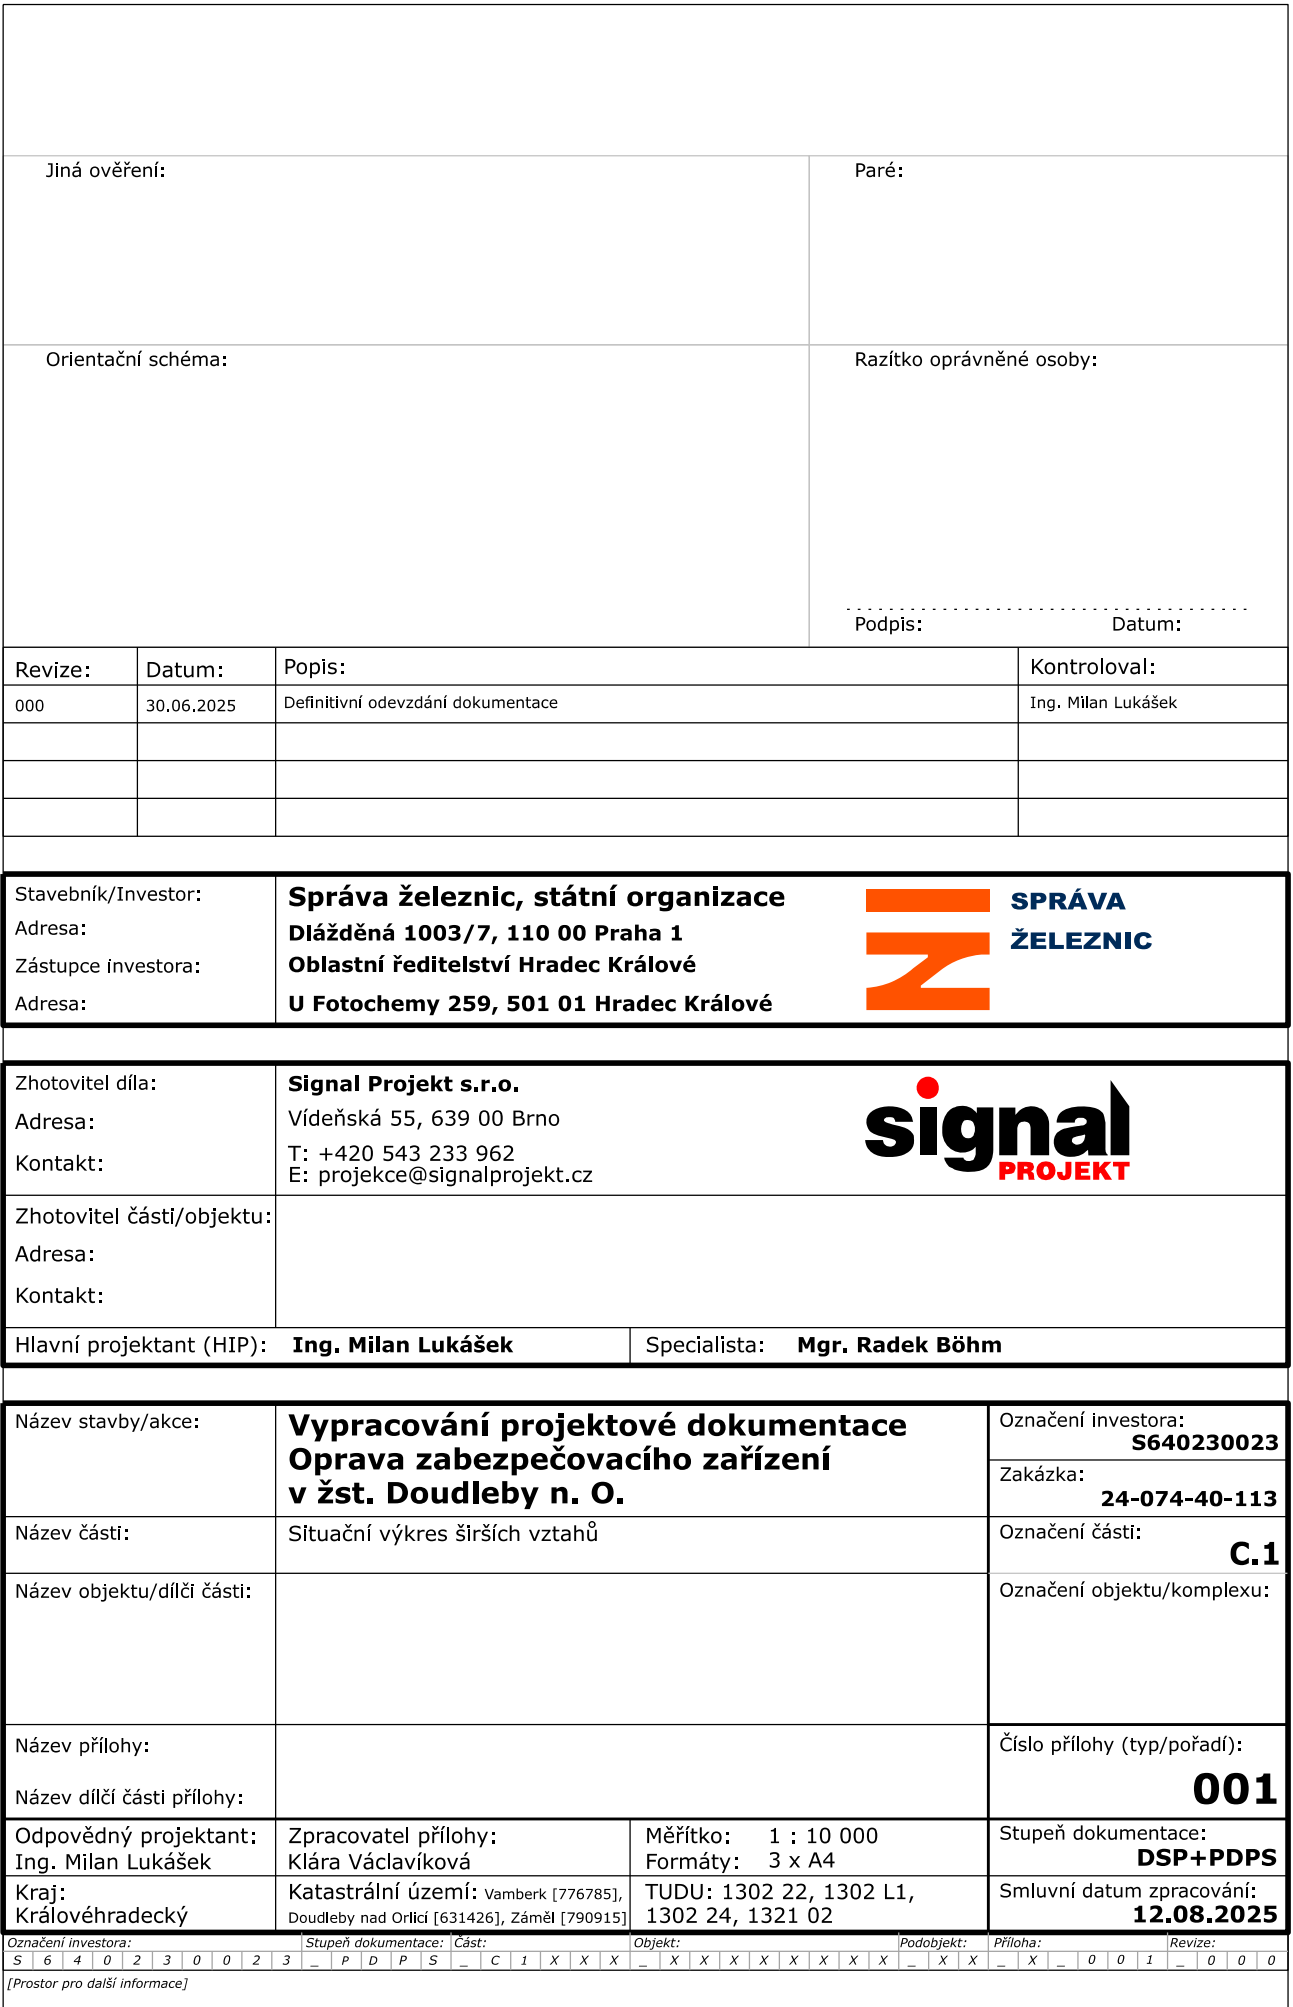 Jiná ověření:
Paré:
Orientační schéma:
Razítko oprávněné osoby:
Podpis: Datum:
Revize: Datum: Popis: Kontroloval:
000 30.06.2025 Definitivní odevzdání dokumentace Ing. Milan Lukášek
Stavebník/Investor: Správa železnic, státní organizace
Adresa: Dlážděná 1003/7, 110 00 Praha 1
Zástupce investora: Oblastní ředitelství Hradec Králové
Adresa: U Fotochemy 259, 501 01 Hradec Králové
SPRÁVA
ŽELEZNIC
Zhotovitel díla: Signal Projekt s.r.o.
Adresa: Vídeňská 55, 639 00 Brno
Kontakt: T: +420 543 233 962
E: projekce@signalprojekt.cz
signal
PROJEKT
Zhotovitel části/objektu:
Adresa:
Kontakt:
Hlavní projektant (HIP): Ing. Milan Lukášek Specialista: Mgr. Radek Böhm
Název stavby/akce: Vypracování projektové dokumentace
Oprava zabezpečovacího zařízení
v žst. Doudleby n. O.
Označení investora:
S640230023
Zakázka:
24-074-40-113
Název části: Situační výkres širších vztahů
Označení části:
C.1
Název objektu/dílči části:
Označení objektu/komplexu:
Název přílohy:
Název dílčí části přílohy:
Číslo přílohy (typ/pořadí):
001
Odpovědný projektant:
Ing. Milan Lukášek
Zpracovatel přílohy:
Klára Václavíková
Měřítko: 1 : 10 000
Formáty: 3 x A4
Stupeň dokumentace:
DSP+PDPS
Kraj:
Královéhradecký
Katastrální území: Vamberk [776785],
Doudleby nad Orlicí [631426], Záměl [790915]
TUDU: 1302 22, 1302 L1,
1302 24, 1321 02
Smluvní datum zpracování:
12.08.2025
Označení investora: Stupeň dokumentace: Část: Objekt: Podobjekt: Příloha: Revize:
S 6 4 0 2 3 0 0 2 3 _ P D P S _ C 1 X X X _ X X X X X X X X _ X X _ X _ 0 0 1 _ 0 0 0
[Prostor pro další informace]